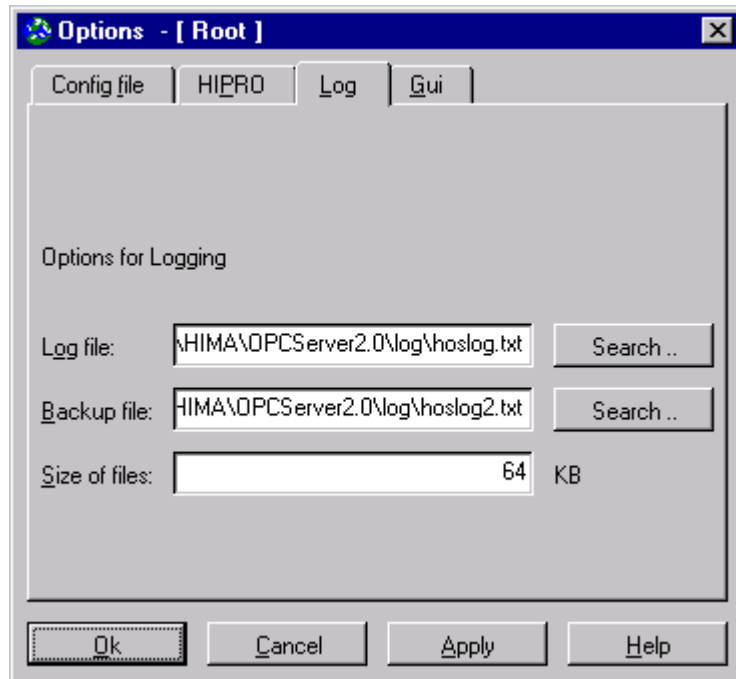 Options - [ Root ]
Config file HIPRO Log Gui
Options for Logging
Log file: \HIMA\OPCServer2.0\log\hoslog.txt Search ..
Backup file: HIMA\OPCServer2.0\log\hoslog2.txt Search ..
Size of files: 64 KB
Ok Cancel Apply Help